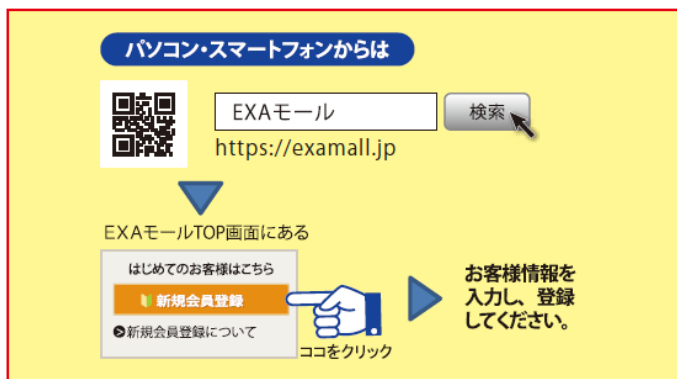 パソコン・スマートフォンからは
EXAモール
検索
https://examall.jp
EXAモールTOP画面にある
はじめてのお客様はこちら
新規会員登録
新規会員登録について
ココをクリック
お客様情報を
入力し、登録
してください。